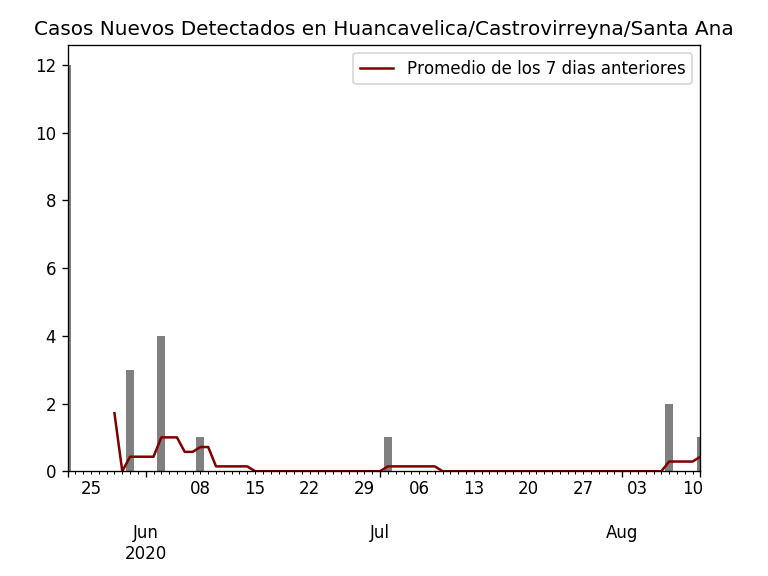 Casos Nuevos Detectados en Huancavelica/Castrovirreyna/Santa Ana
Promedio de los 7 dias anteriores
12
10
8
6
4
2
0
25 08 15 22 29 06 13 20 27 03 10
Jun Jul Aug
2020